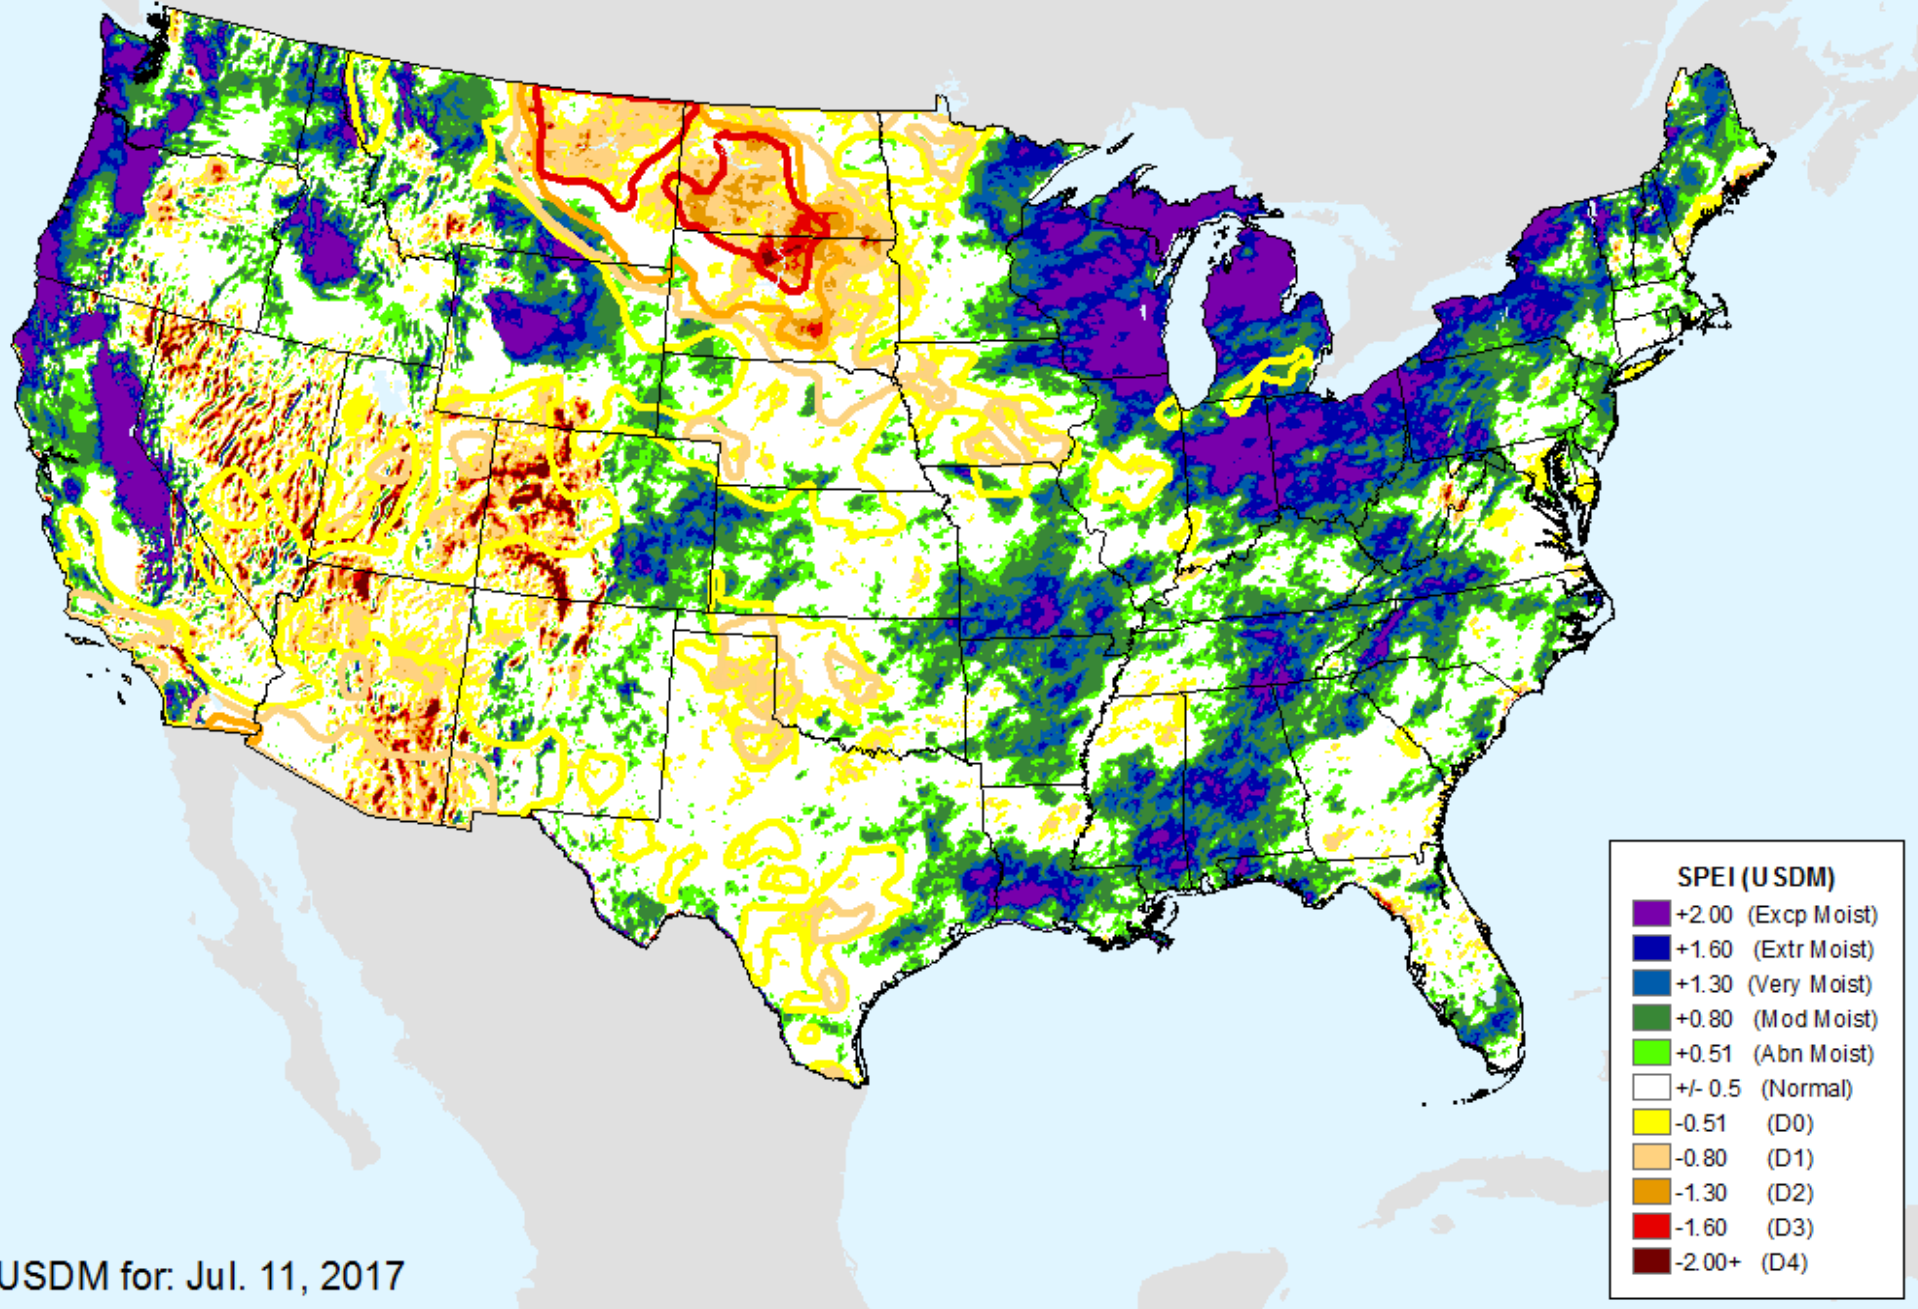 SPEI (USDM)
+2.00 (Excp Moist)
+1.60 (Extr Moist)
+1.30 (Very Moist)
+0.80 (Mod Moist)
+0.51 (Abn Moist)
+/- 0.5 (Normal)
-0.51 (D0)
-0.80 (D1)
-1.30 (D2)
-1.60 (D3)
-2.00+ (D4)
USDM for: Jul. 11, 2017